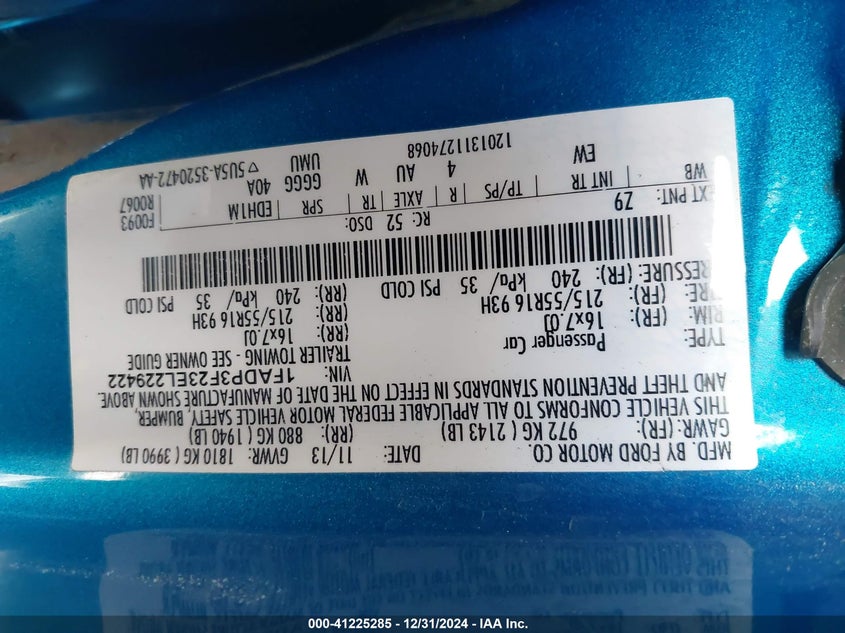 MFD. BY FORD MOTOR CO.
DATE: 11/13 GVWR: 1810 KG ( 3990 LB)
GAWR: (FR): 972 KG ( 2143 LB) (RR): 880 KG ( 1940 LB)
THIS VEHICLE CONFORMS TO ALL APPLICABLE FEDERAL MOTOR VEHICLE SAFETY, BUMPER,
AND THEFT PREVENTION STANDARDS IN EFFECT ON THE DATE OF MANUFACTURE SHOWN ABOVE.
VIN: 1FADP3F23EL229422
TYPE: Passenger Car TRAILER TOWING - SEE OWNER GUIDE
RIM: (FR): 16x7.0J (RR): 16x7.0J
(FR): 215/55R16 93H (RR): 215/55R16 93H
PRESSURE: (FR): 240 kPa/ 35 PSI COLD (RR): 240 kPa/ 35 PSI COLD
RC: 52 DSO:
EXT PNT: Z9 F0093
R0067
WB INT TR TP/PS R AXLE TR SPR EDH1M
EW 4 AU W GGGG 40A
UMU
1201311274068 5U5A-3520472-AA
000-41225285 - 12/31/2024 - IAA Inc.